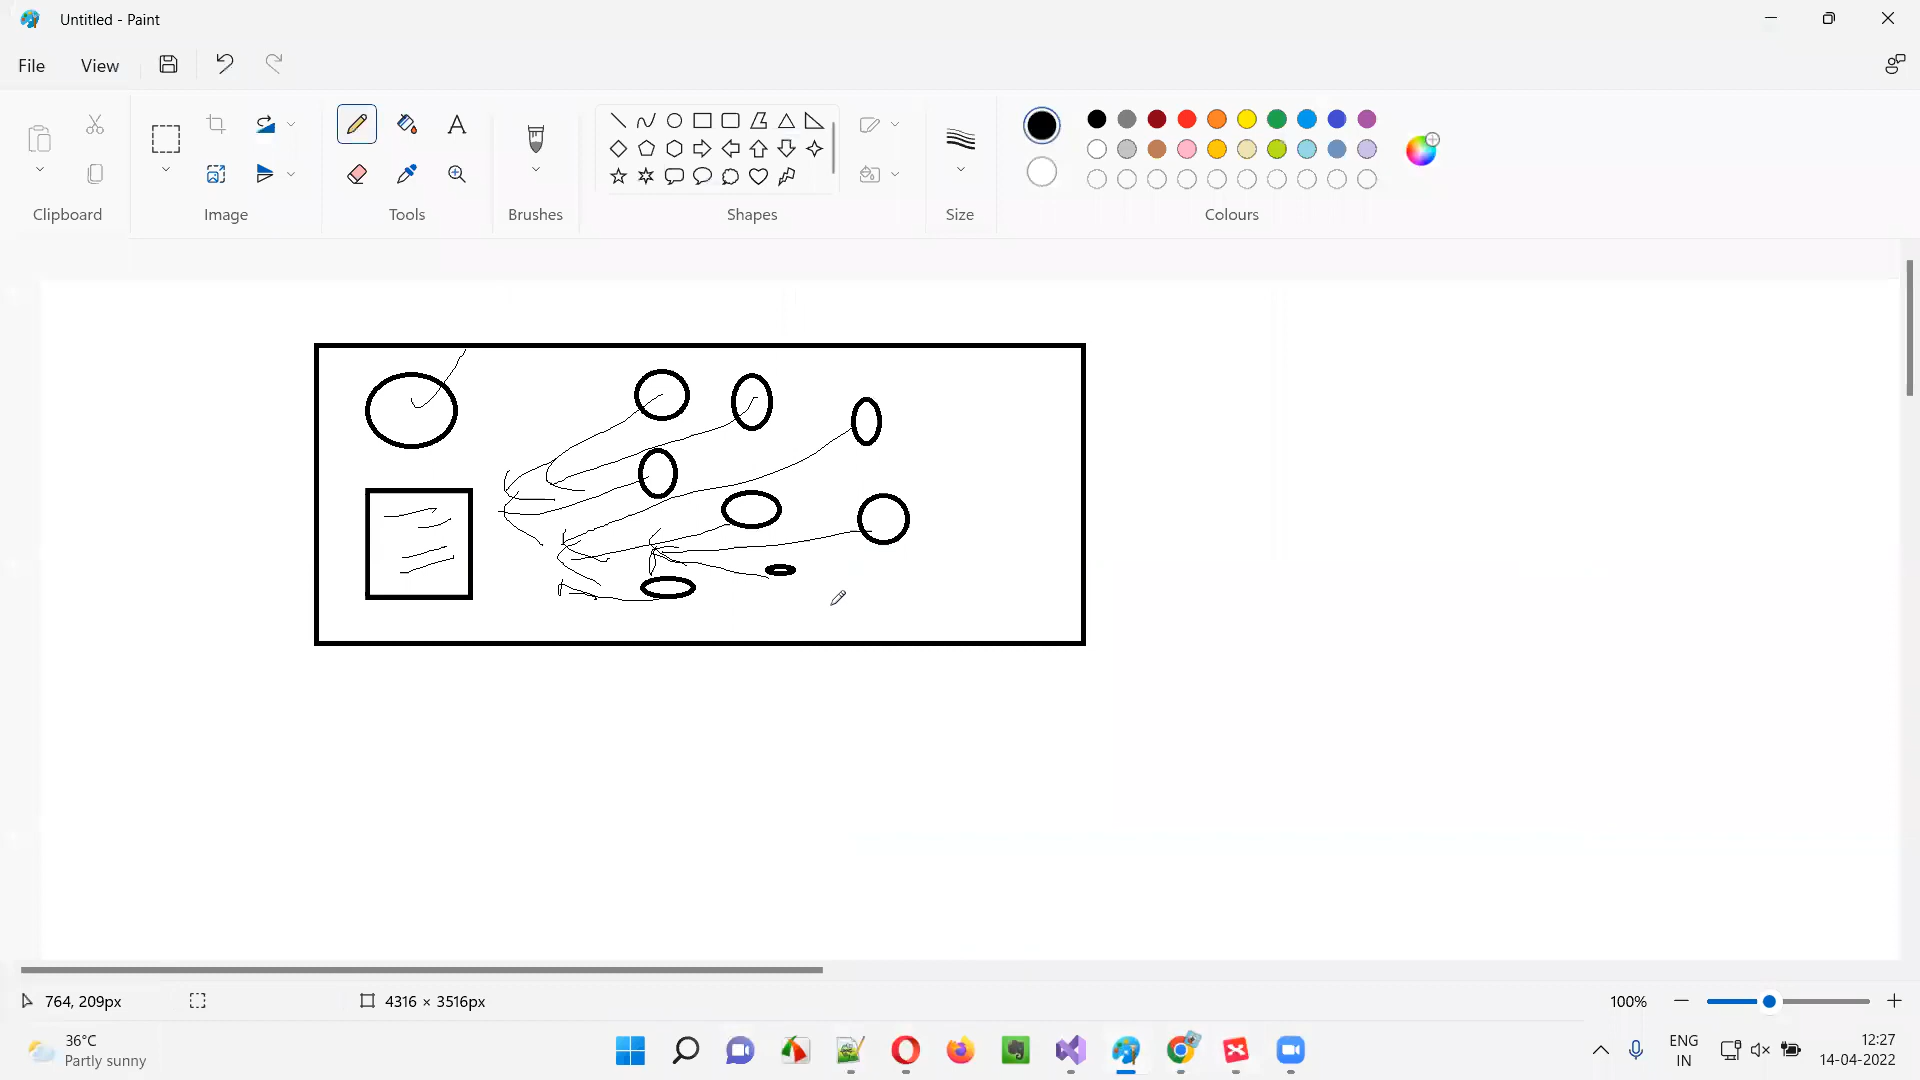 Untitled - Paint
File View
Clipboard
Image
Tools
Brushes
Shapes
Size
Colours
764, 209px
4316 × 3516px
100%
36°C
Partly sunny
ENG
IN
12:27
14-04-2022